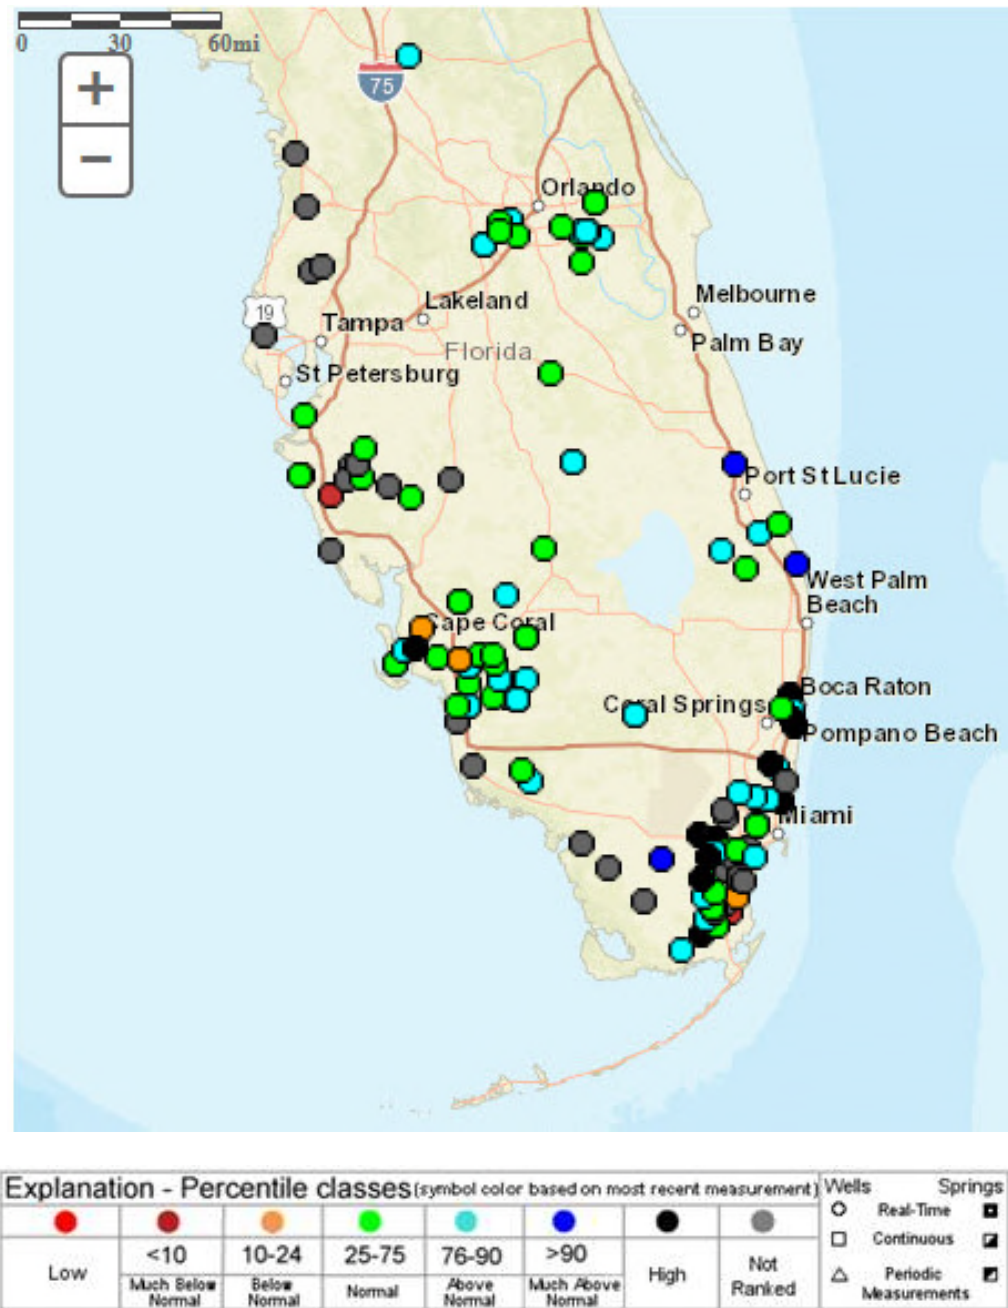 0 30 60mi
+
75
−
Orlando
Melbourne
Lakeland
19
Tampa
Palm Bay
Florida
St Petersburg
Port St Lucie
West Palm
Beach
Cape Coral
Boca Raton
Coral Springs
Pompano Beach
Miami
Explanation - Percentile classes (symbol color based on most recent measurement)
Wells Springs
Real-Time
Continuous
Periodic
Measurements
Low
<10
Much Below
Normal
10-24
Below
Normal
25-75
Normal
76-90
Above
Normal
>90
Much Above
Normal
High
Not
Ranked